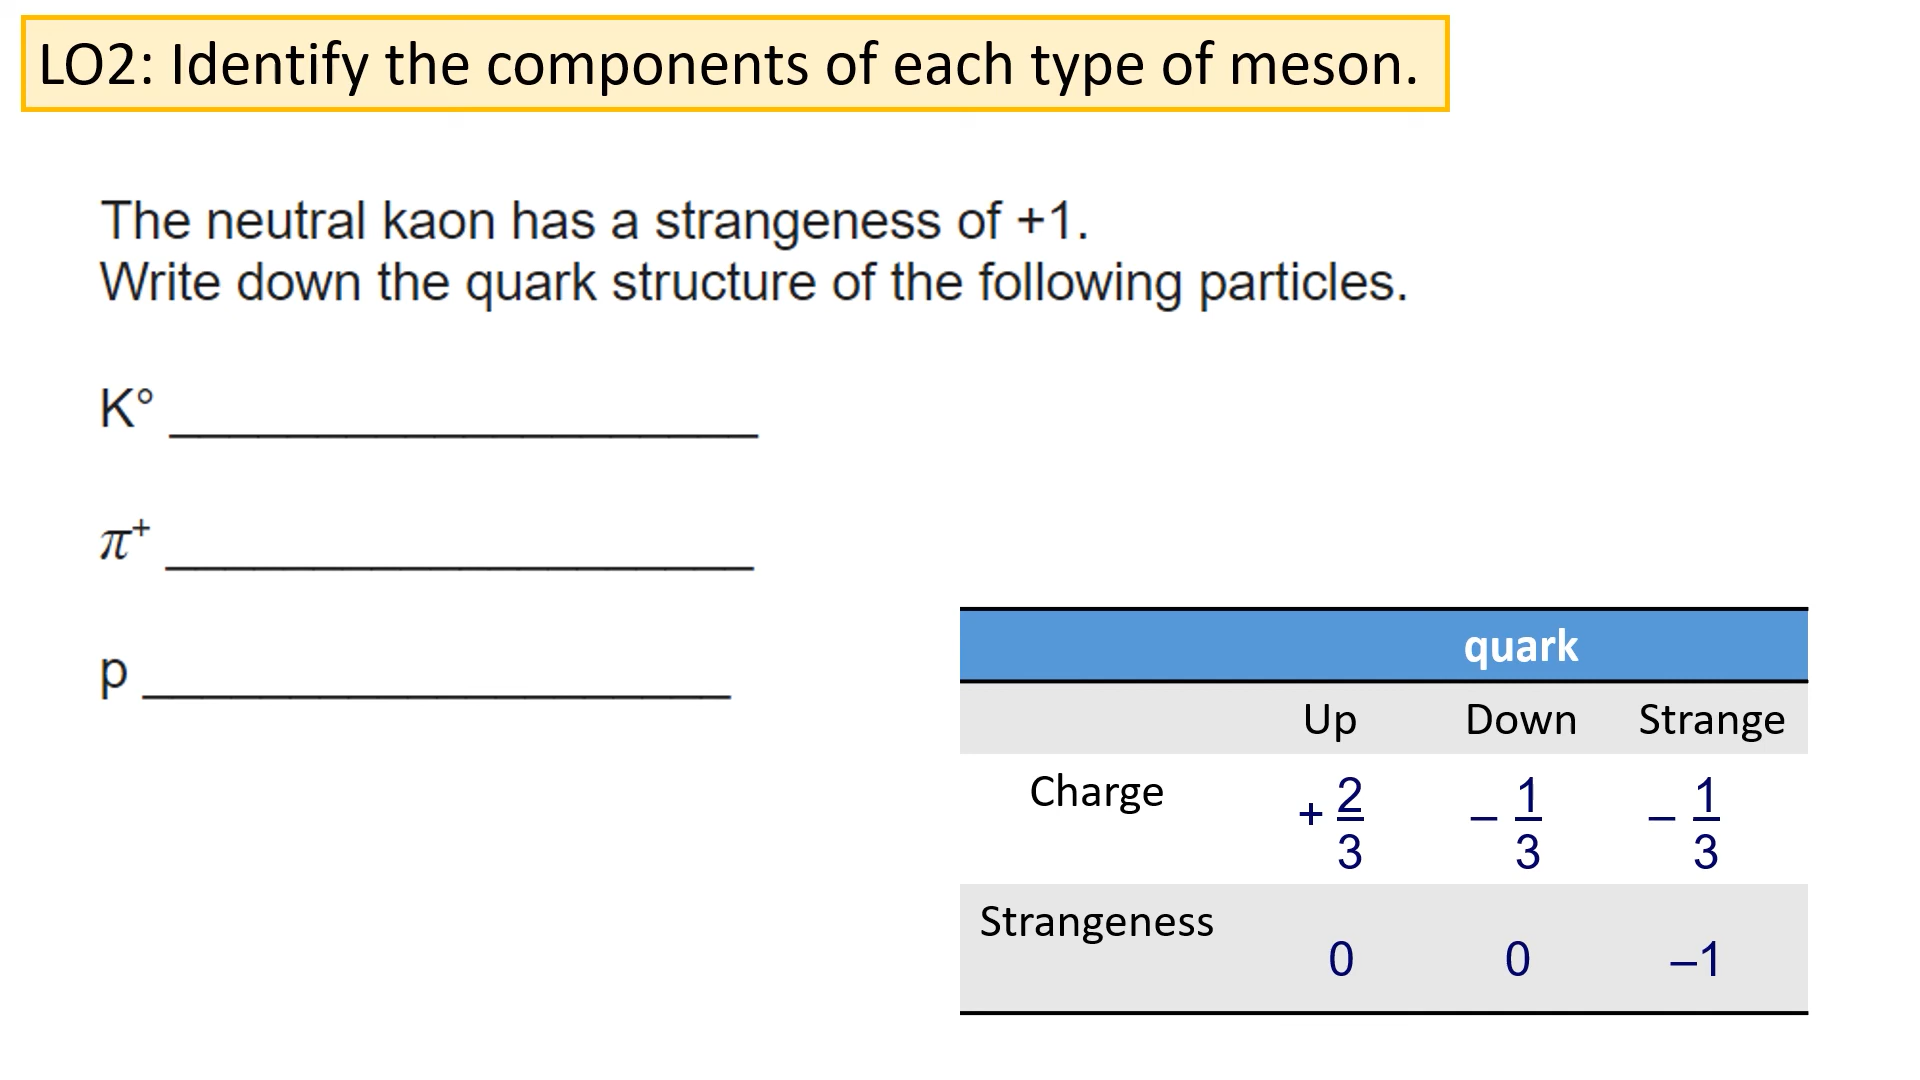 LO2: Identify the components of each type of meson.
The neutral kaon has a strangeness of +1.
Write down the quark structure of the following particles.
K°
π⁺
p
quark
Up Down Strange
Charge + 2/3 – 1/3 – 1/3
Strangeness 0 0 –1